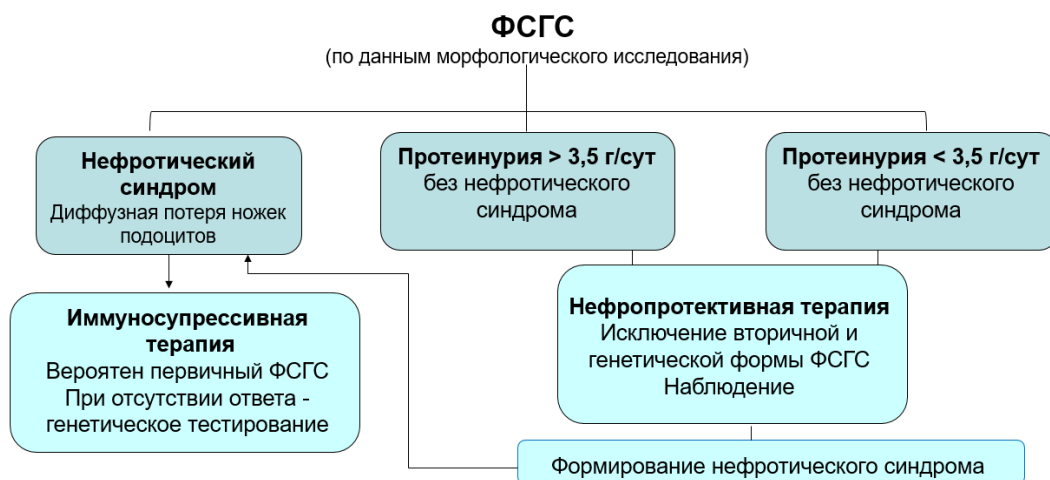 ФСГС
(по данным морфологического исследования)
Нефротический
синдром
Диффузная потеря ножек
подоцитов
Протеинурия > 3,5 г/сут
без нефротического
синдрома
Протеинурия < 3,5 г/сут
без нефротического
синдрома
Иммуносупрессивная
терапия
Вероятен первичный ФСГС
При отсутствии ответа -
генетическое тестирование
Нефропротективная терапия
Исключение вторичной и
генетической формы ФСГС
Наблюдение
Формирование нефротического синдрома